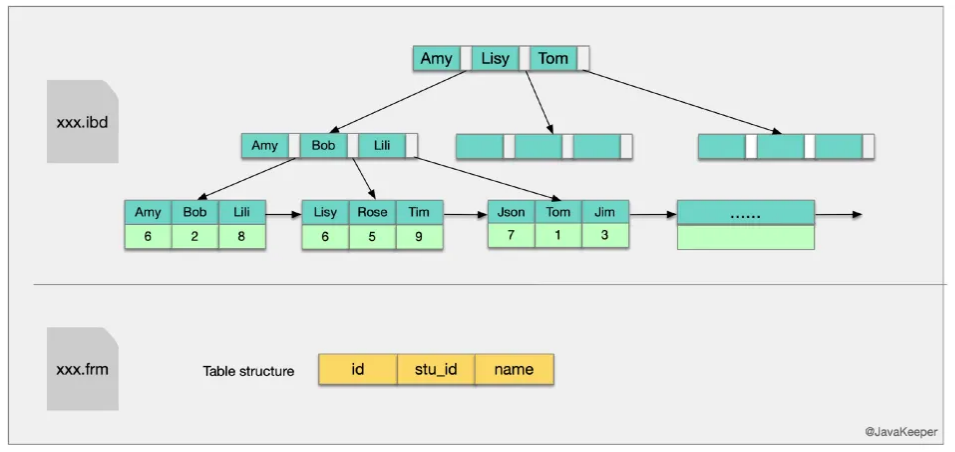 Amy Lisy Tom
xxx.ibd
Amy Bob Lili
Amy Bob Lili
6 2 8
Lisy Rose Tim
6 5 9
Json Tom Jim
7 1 3
......
xxx.frm
Table structure
id stu_id name
@JavaKeeper